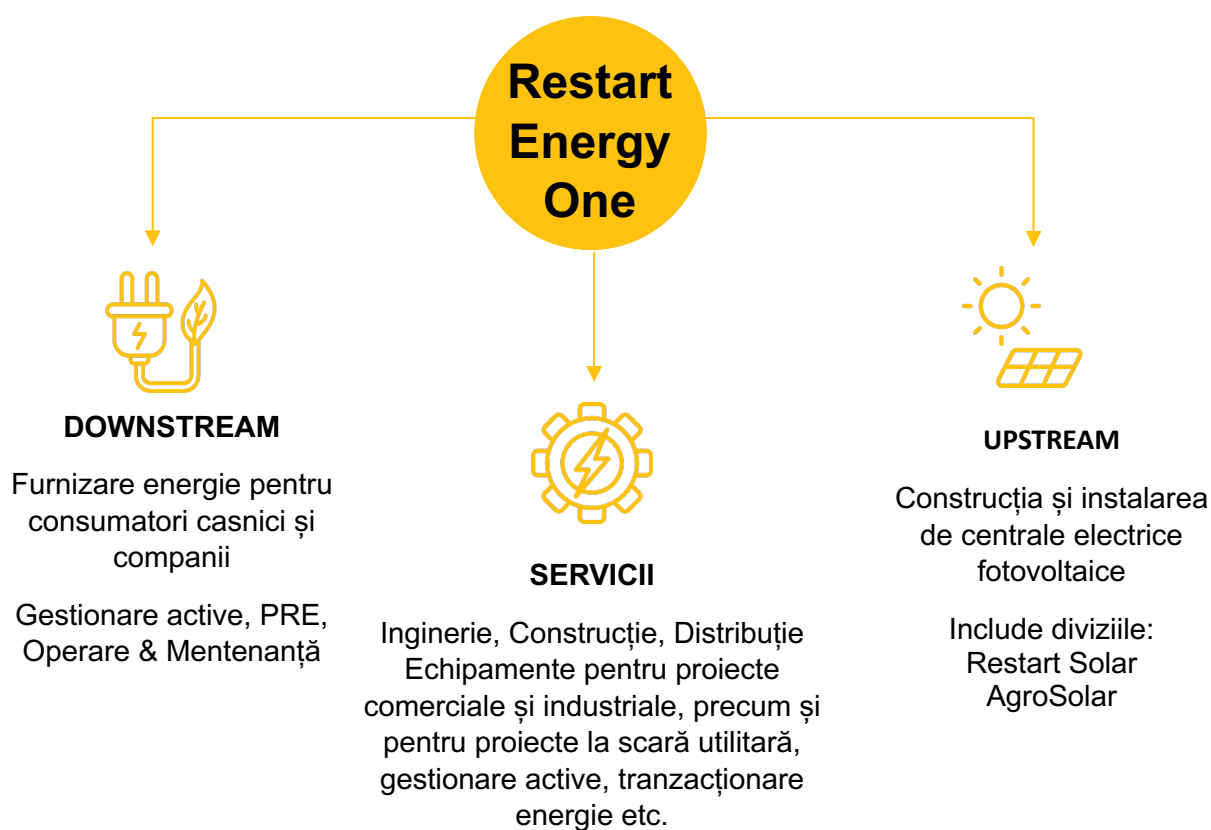 Restart
Energy
One
DOWNSTREAM
Furnizare energie pentru
consumatori casnici și
companii
Gestionare active, PRE,
Operare & Mentenanță
SERVICII
Inginerie, Construcție, Distribuție
Echipamente pentru proiecte
comerciale și industriale, precum și
pentru proiecte la scară utilitară,
gestionare active, tranzacționare
energie etc.
UPSTREAM
Construcția și instalarea
de centrale electrice
fotovoltaice
Include diviziile:
Restart Solar
AgroSolar